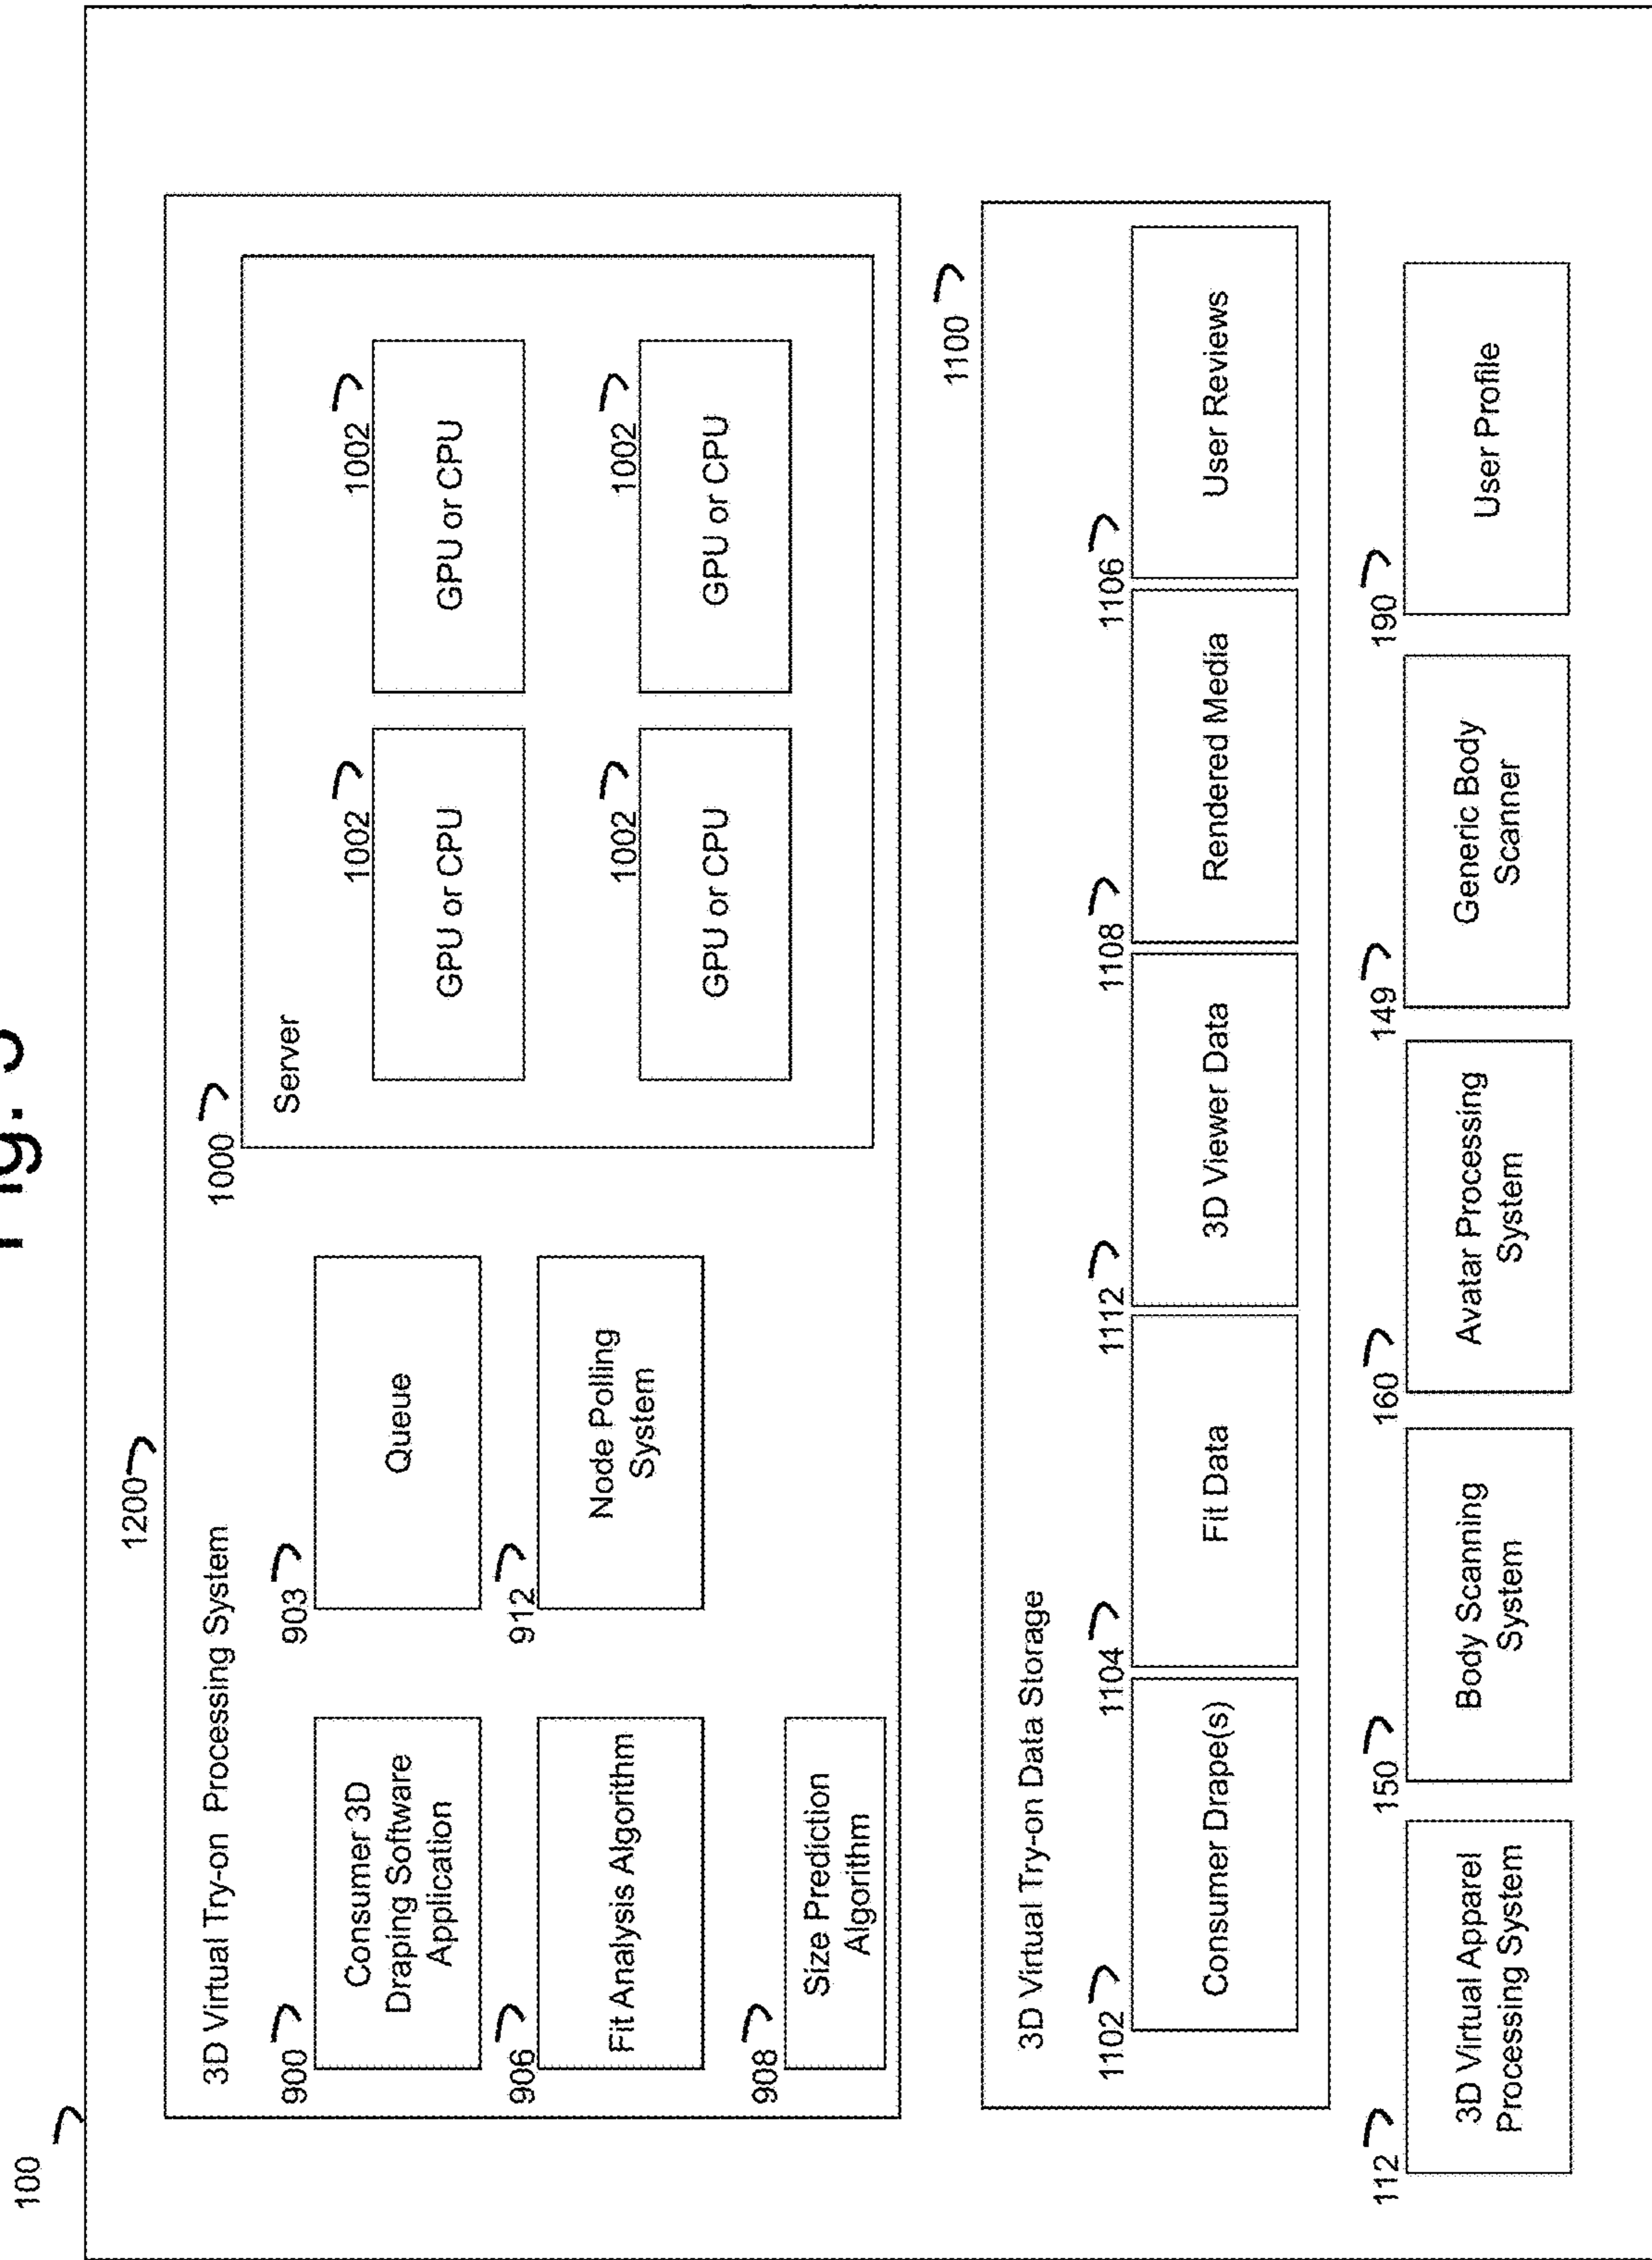 Fig.
100
1200
3D Virtual Try-on Processing System
900
Consumer 3D
Draping Software
Application
903
Queue
906
Fit Analysis Algorithm
912
Node Polling
System
908
Size Prediction
Algorithm
1000
Server
1002
GPU or CPU
1002
GPU or CPU
1002
GPU or CPU
1002
GPU or CPU
1100
3D Virtual Try-on Data Storage
1102
Consumer Drape(s)
1104
Fit Data
1112
3D Viewer Data
1108
Rendered Media
1106
User Reviews
112
3D Virtual Apparel
Processing System
150
Body Scanning
System
160
Avatar Processing
System
149
Generic Body
Scanner
190
User Profile